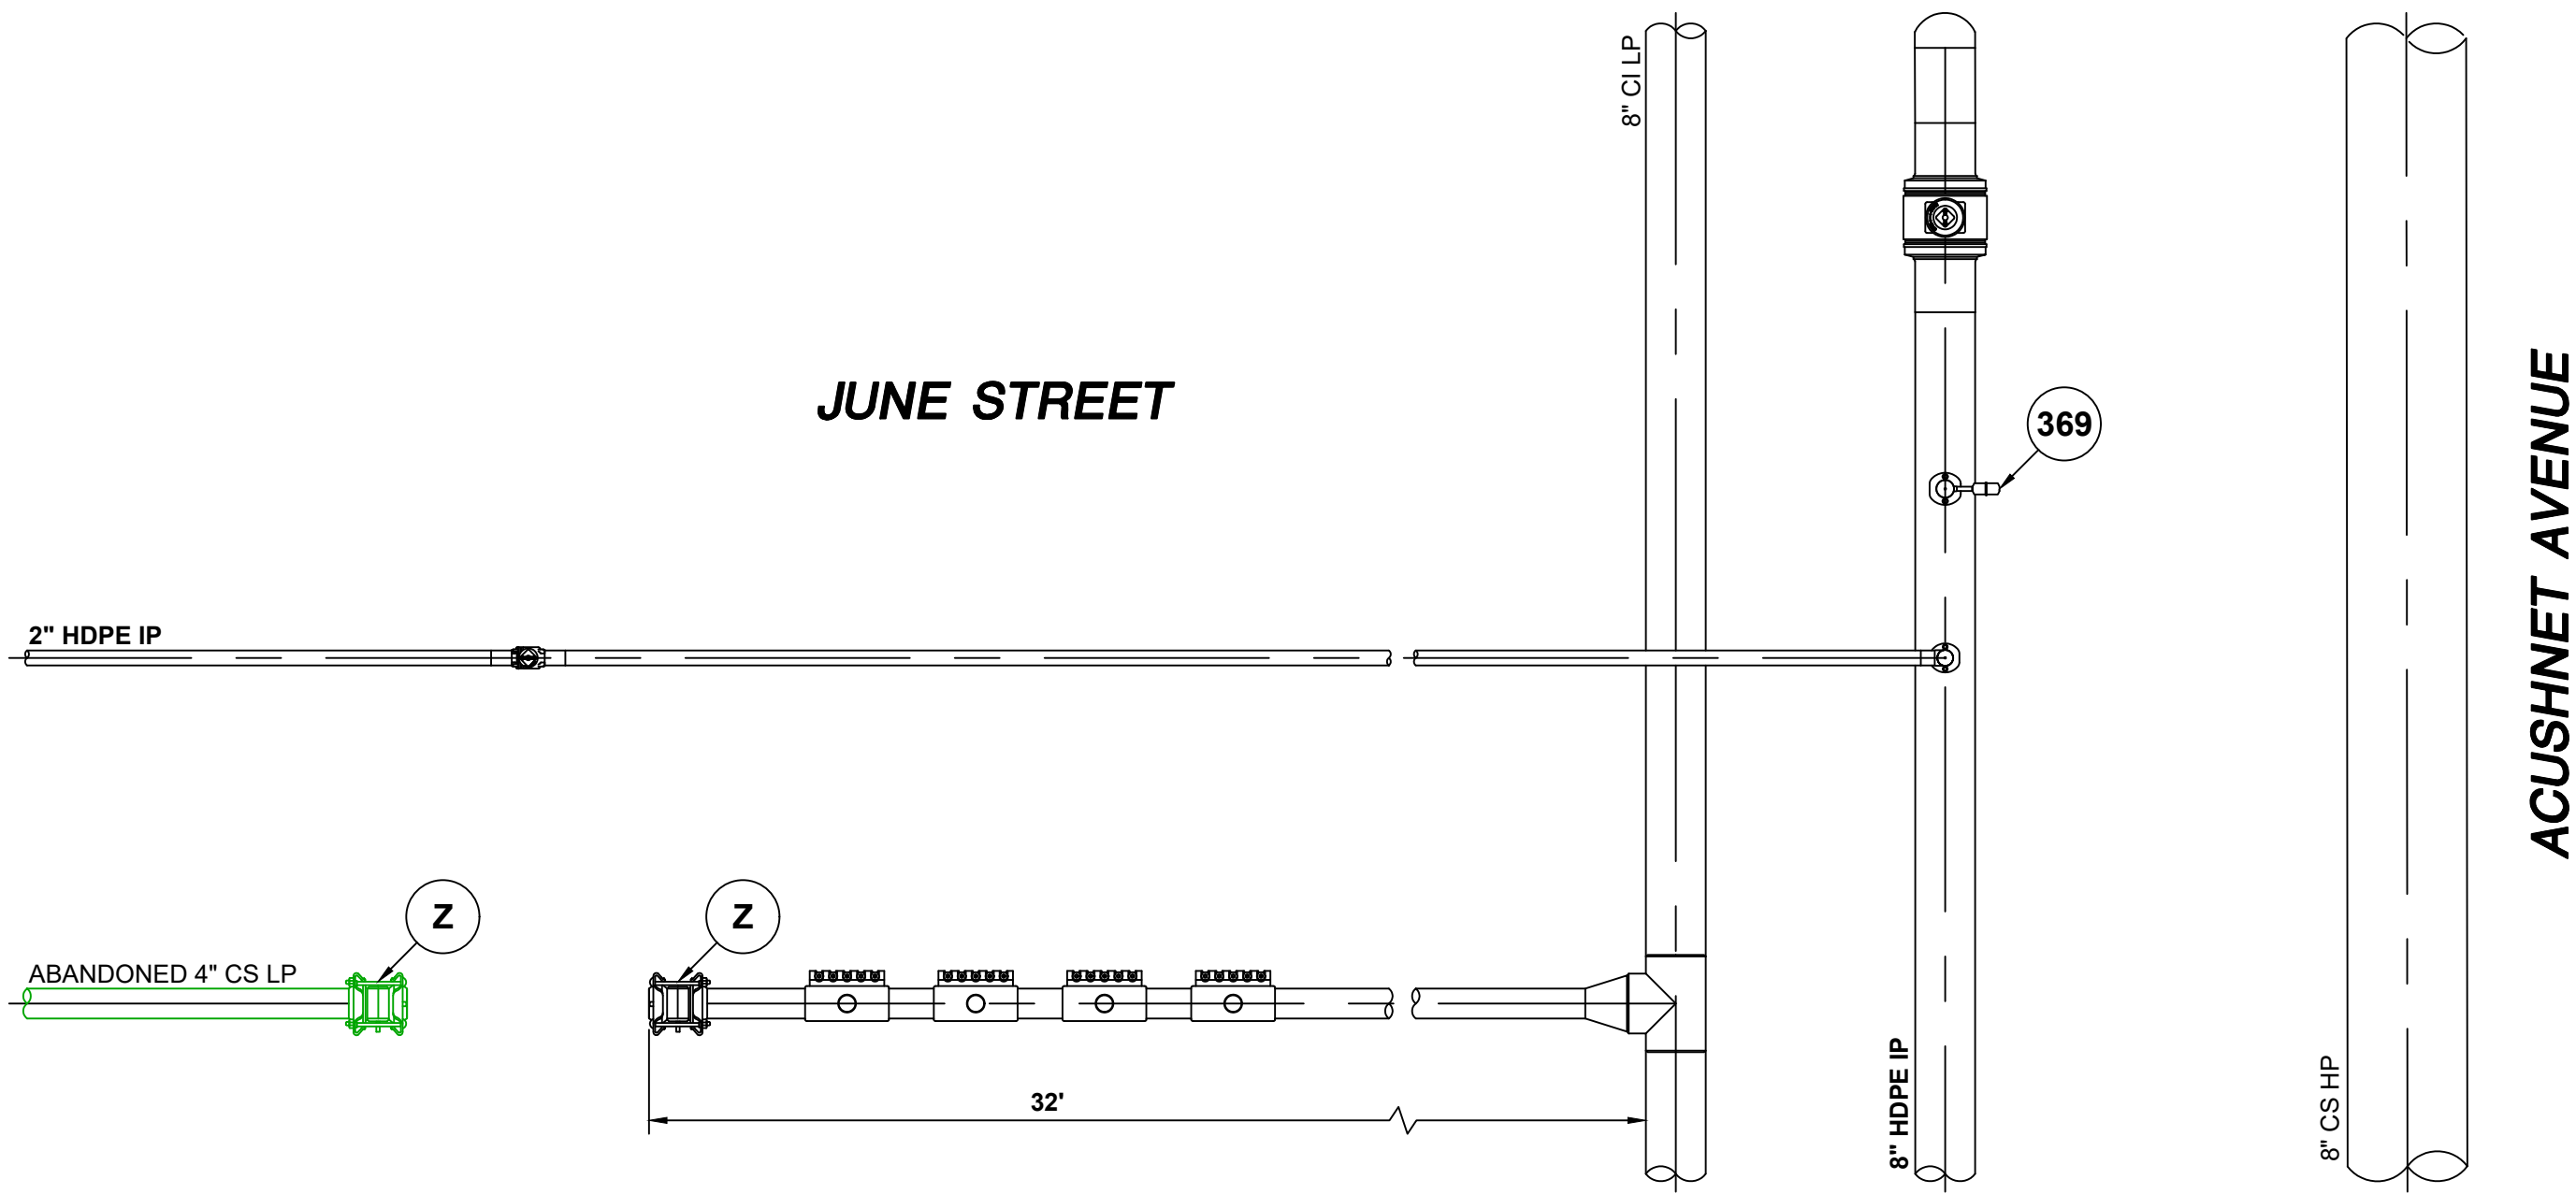 8" CI LP
JUNE STREET
369
ACUSHNET AVENUE
2" HDPE IP
Z
Z
ABANDONED 4" CS LP
32'
8" HDPE IP
8" CS HP